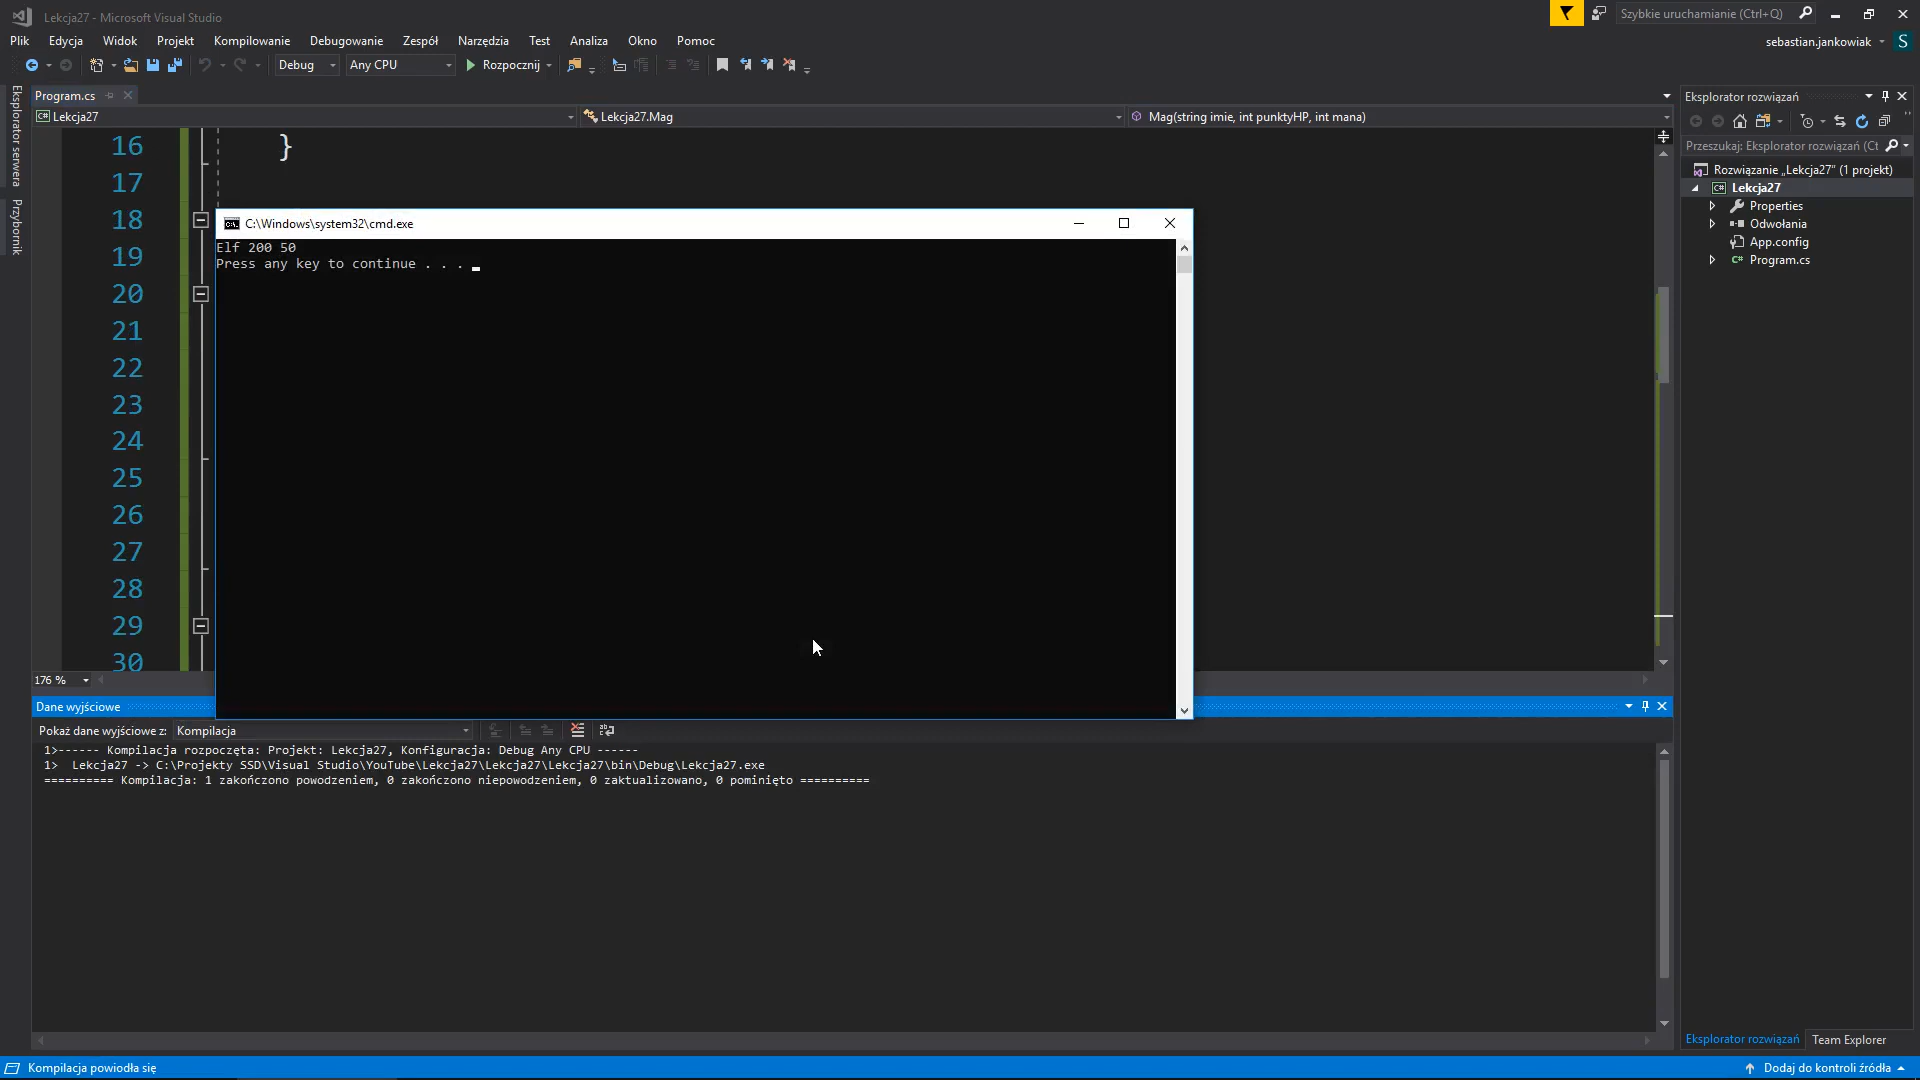 Lekcja27 - Microsoft Visual Studio
Szybkie uruchamianie (Ctrl+Q)
Plik Edycja Widok Projekt Kompilowanie Debugowanie Zespół Narzędzia Test Analiza Okno Pomoc
sebastian.jankowiak S
Debug Any CPU Rozpocznij
Eksplorator serwera
Przybornik
Program.cs
C# Lekcja27
Lekcja27.Mag
Mag(string imie, int punktyHP, int mana)
16 }
17
18
19
20
21
22
23
24
25
26
27
28
29
30
C:\Windows\system32\cmd.exe
Elf 200 50
Press any key to continue . . .
176 %
Eksplorator rozwiązań
Przeszukaj: Eksplorator rozwiązań (Ct
Rozwiązanie „Lekcja27” (1 projekt)
C# Lekcja27
Properties
Odwołania
App.config
C# Program.cs
Dane wyjściowe
Pokaż dane wyjściowe z: Kompilacja
1>------ Kompilacja rozpoczęta: Projekt: Lekcja27, Konfiguracja: Debug Any CPU ------
1> Lekcja27 -> C:\Projekty SSD\Visual Studio\YouTube\Lekcja27\Lekcja27\Lekcja27\bin\Debug\Lekcja27.exe
========== Kompilacja: 1 zakończono powodzeniem, 0 zakończono niepowodzeniem, 0 zaktualizowano, 0 pominięto ==========
Eksplorator rozwiązań Team Explorer
Kompilacja powiodła się
Dodaj do kontroli źródła